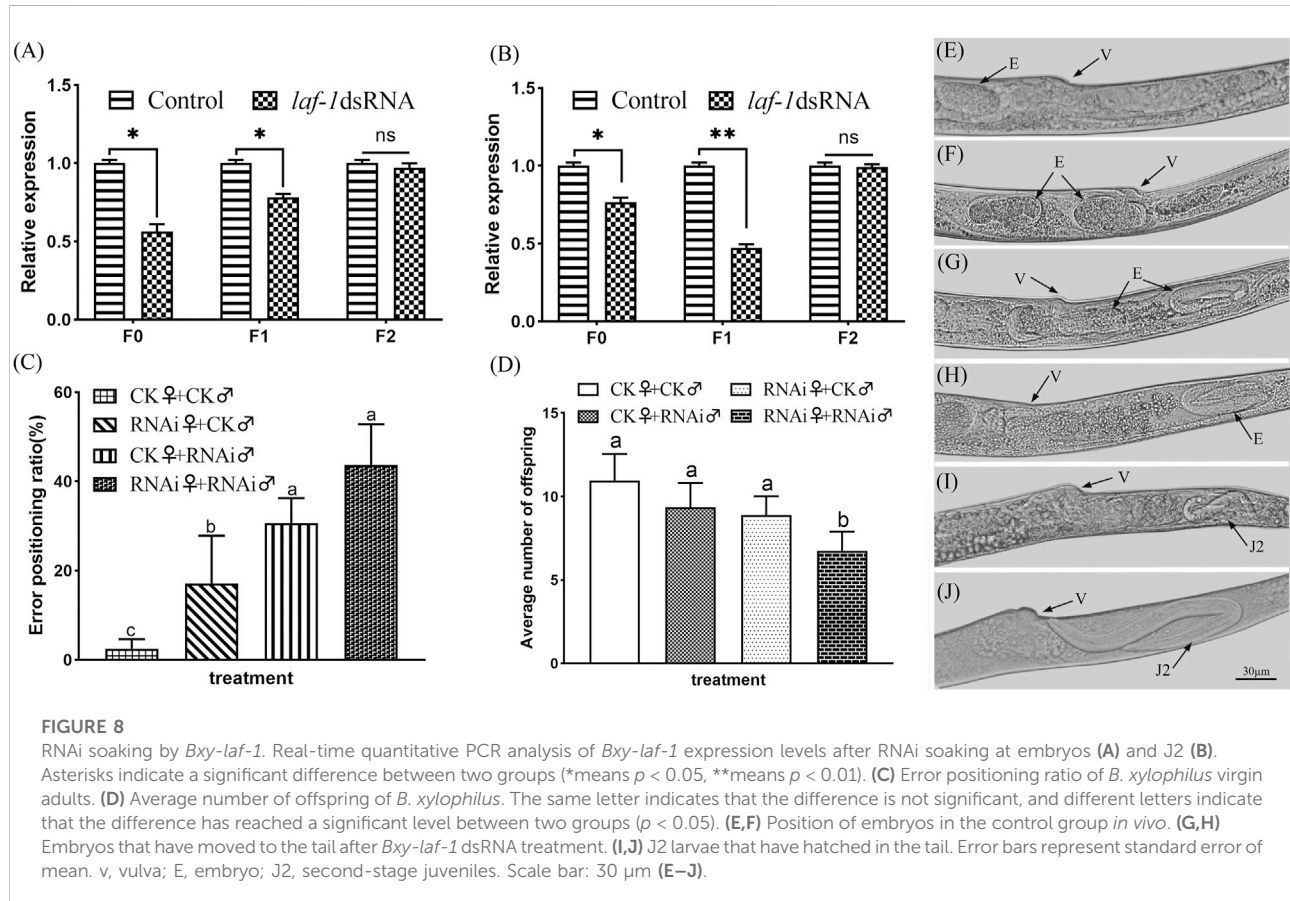 (A)
1.5
Control
laf-1dsRNA
Relative expression
1.0
0.5
0.0
*
*
ns
F0
F1
F2
(B)
1.5
Control
laf-1dsRNA
Relative expression
1.0
0.5
0.0
*
**
ns
F0
F1
F2
(C)
60
40
20
0
Error positioning ratio(%)
CK♀+CK♂
RNAi♀+CK♂
CK♀+RNAi♂
RNAi♀+RNAi♂
c
b
a
a
treatment
(D)
CK♀+CK♂
RNAi♀+CK♂
CK♀+RNAi♂
RNAi♀+RNAi♂
15
10
5
0
Average number of offspring
a
a
a
b
treatment
(E)
E
V
(F)
E
V
(G)
V
E
(H)
V
E
(I)
V
J2
(J)
V
J2
30μm
FIGURE 8
RNAi soaking by Bxy-laf-1. Real-time quantitative PCR analysis of Bxy-laf-1 expression levels after RNAi soaking at embryos (A) and J2 (B).
Asterisks indicate a significant difference between two groups (*means p < 0.05, **means p < 0.01). (C) Error positioning ratio of B. xylophilus virgin
adults. (D) Average number of offspring of B. xylophilus. The same letter indicates that the difference is not significant, and different letters indicate
that the difference has reached a significant level between two groups (p < 0.05). (E,F) Position of embryos in the control group in vivo. (G,H)
Embryos that have moved to the tail after Bxy-laf-1 dsRNA treatment. (I,J) J2 larvae that have hatched in the tail. Error bars represent standard error of
mean. v, vulva; E, embryo; J2, second-stage juveniles. Scale bar: 30 μm (E–J).